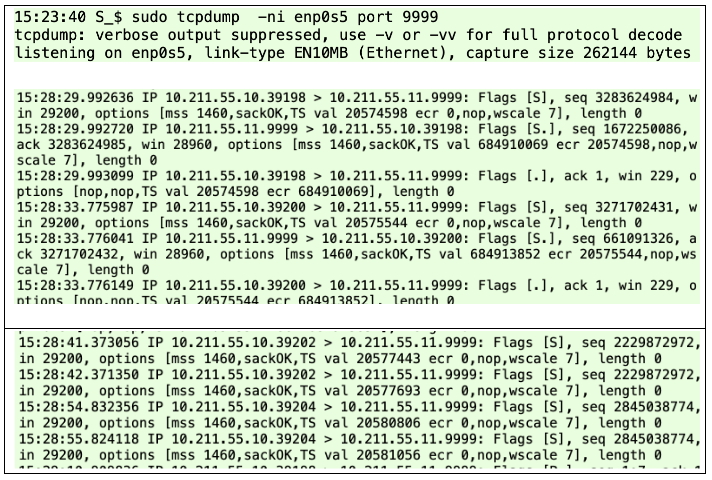 15:23:40 S_$ sudo tcpdump  -ni enp0s5 port 9999
tcpdump: verbose output suppressed, use -v or -vv for full protocol decode
listening on enp0s5, link-type EN10MB (Ethernet), capture size 262144 bytes
15:28:29.992636 IP 10.211.55.10.39198 > 10.211.55.11.9999: Flags [S], seq 3283624984, w
in 29200, options [mss 1460,sackOK,TS val 20574598 ecr 0,nop,wscale 7], length 0
15:28:29.992720 IP 10.211.55.11.9999 > 10.211.55.10.39198: Flags [S.], seq 1672250086,
ack 3283624985, win 28960, options [mss 1460,sackOK,TS val 684910069 ecr 20574598,nop,w
scale 7], length 0
15:28:29.993099 IP 10.211.55.10.39198 > 10.211.55.11.9999: Flags [.], ack 1, win 229, o
ptions [nop,nop,TS val 20574598 ecr 684910069], length 0
15:28:33.775987 IP 10.211.55.10.39200 > 10.211.55.11.9999: Flags [S], seq 3271702431, w
in 29200, options [mss 1460,sackOK,TS val 20575544 ecr 0,nop,wscale 7], length 0
15:28:33.776041 IP 10.211.55.11.9999 > 10.211.55.10.39200: Flags [S.], seq 661091326, a
ck 3271702432, win 28960, options [mss 1460,sackOK,TS val 684913852 ecr 20575544,nop,ws
cale 7], length 0
15:28:33.776149 IP 10.211.55.10.39200 > 10.211.55.11.9999: Flags [.], ack 1, win 229, o
ptions [nop,nop,TS val 20575544 ecr 684913852], length 0
15:28:41.373056 IP 10.211.55.10.39202 > 10.211.55.11.9999: Flags [S], seq 2229872972,
in 29200, options [mss 1460,sackOK,TS val 20577443 ecr 0,nop,wscale 7], length 0
15:28:42.371350 IP 10.211.55.10.39202 > 10.211.55.11.9999: Flags [S], seq 2229872972,
in 29200, options [mss 1460,sackOK,TS val 20577693 ecr 0,nop,wscale 7], length 0
15:28:54.832356 IP 10.211.55.10.39204 > 10.211.55.11.9999: Flags [S], seq 2845038774,
in 29200, options [mss 1460,sackOK,TS val 20580806 ecr 0,nop,wscale 7], length 0
15:28:55.824118 IP 10.211.55.10.39204 > 10.211.55.11.9999: Flags [S], seq 2845038774,
in 29200, options [mss 1460,sackOK,TS val 20581056 ecr 0,nop,wscale 7], length 0